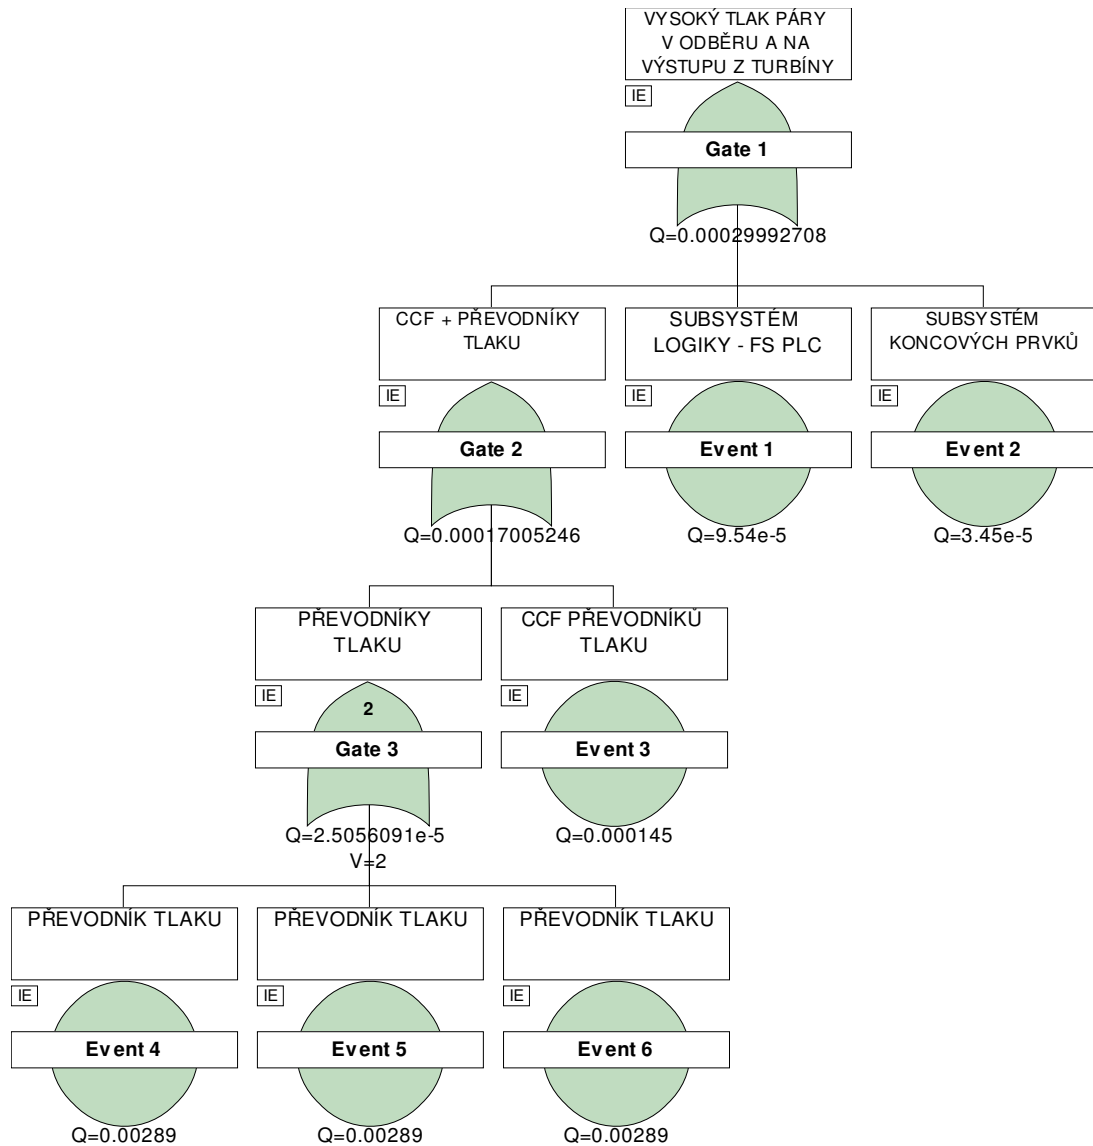 VYSOKÝ TLAK PÁRY
V ODBĚRU A NA
VÝSTUPU Z TURBÍNY
IE
Gate 1
Q=0.00029992708
CCF + PŘEVODNÍKY
TLAKU
IE
Gate 2
Q=0.00017005246
SUBSYSTÉM
LOGIKY - FS PLC
IE
Event 1
Q=9.54e-5
SUBSYSTÉM
KONCOVÝCH PRVKŮ
IE
Event 2
Q=3.45e-5
PŘEVODNÍKY
TLAKU
IE
2
Gate 3
Q=2.5056091e-5
V=2
CCF PŘEVODNÍKŮ
TLAKU
IE
Event 3
Q=0.000145
PŘEVODNÍK TLAKU
IE
Event 4
Q=0.00289
PŘEVODNÍK TLAKU
IE
Event 5
Q=0.00289
PŘEVODNÍK TLAKU
IE
Event 6
Q=0.00289